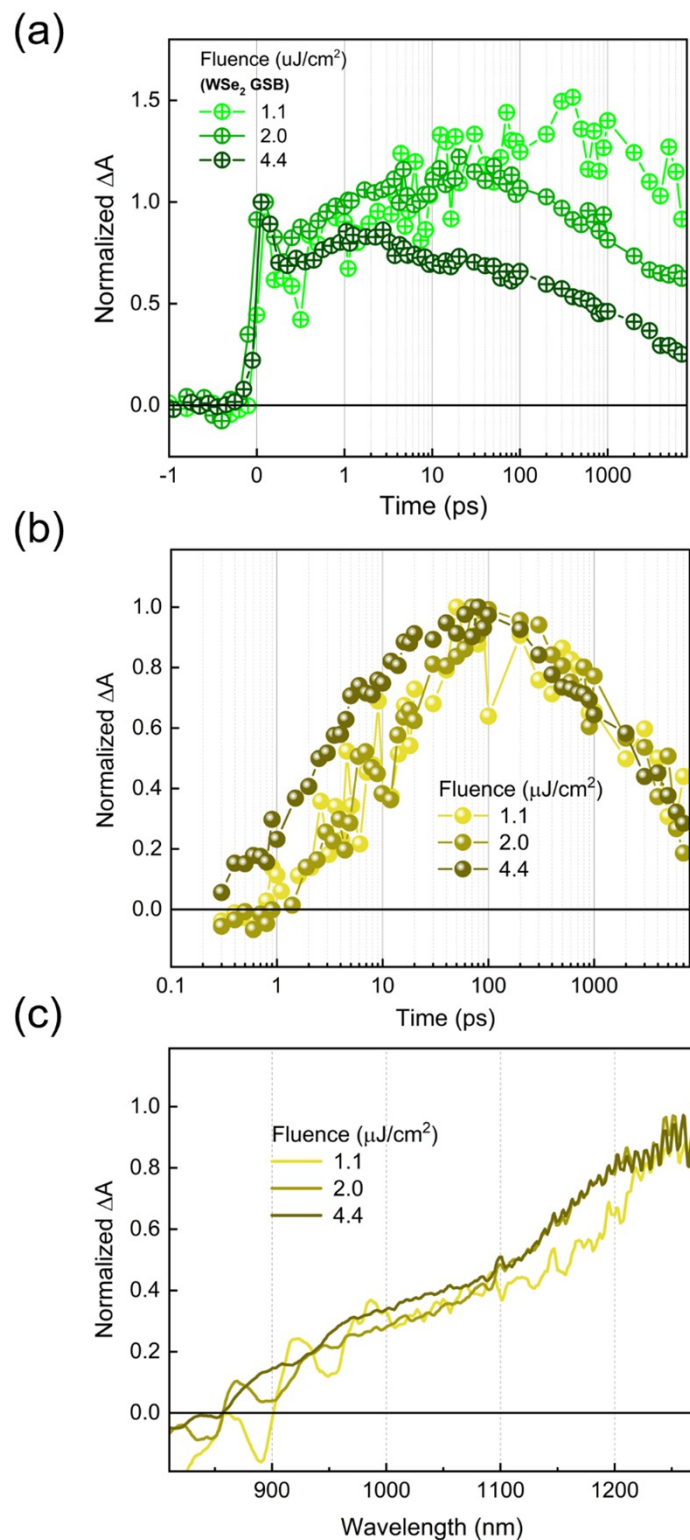 (a)
Fluence (uJ/cm²)
(WSe₂ GSB)
1.1
2.0
4.4
1.5
1.0
0.5
0.0
Normalized ΔA
-1 0 1 10 100 1000
Time (ps)
(b)
1.0
0.8
0.6
0.4
0.2
0.0
Normalized ΔA
Fluence (μJ/cm²)
1.1
2.0
4.4
0.1 1 10 100 1000
Time (ps)
(c)
1.0
0.8
0.6
0.4
0.2
0.0
Normalized ΔA
Fluence (μJ/cm²)
1.1
2.0
4.4
900 1000 1100 1200
Wavelength (nm)